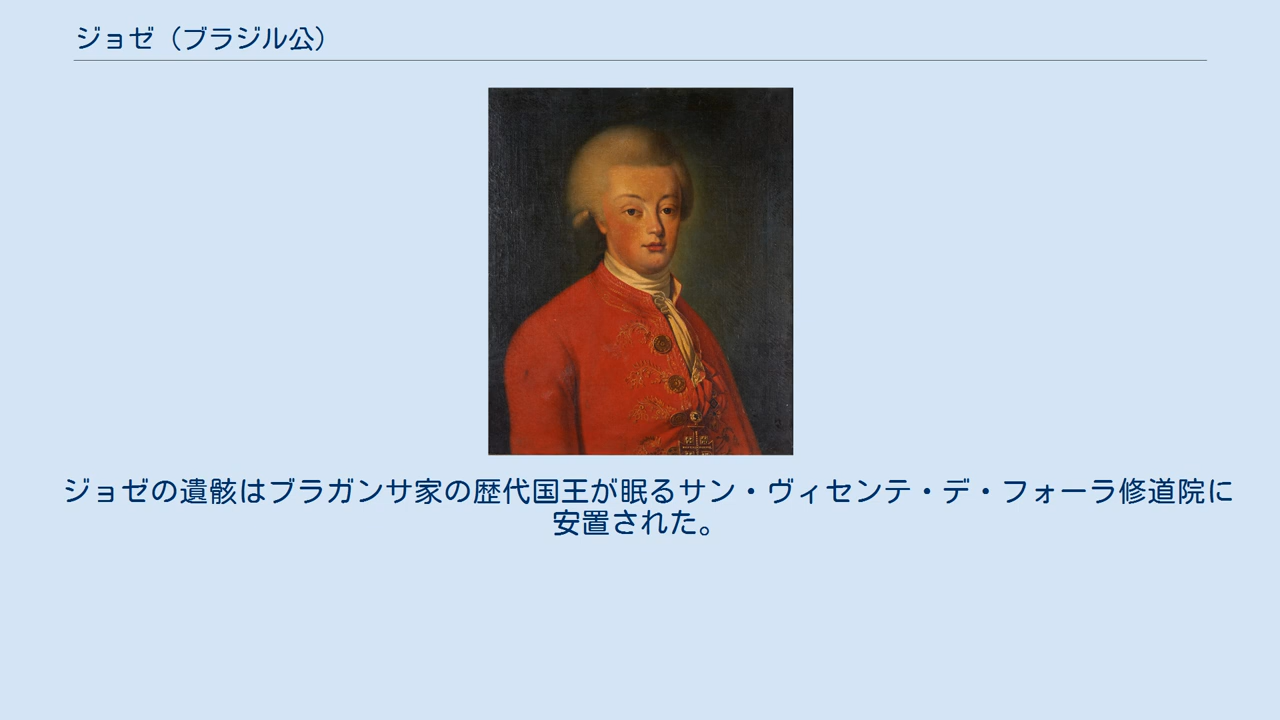 ジョゼ（ブラジル公）
ジョゼの遺骸はブラガンサ家の歴代国王が眠るサン・ヴィセンテ・デ・フォーラ修道院に
安置された。